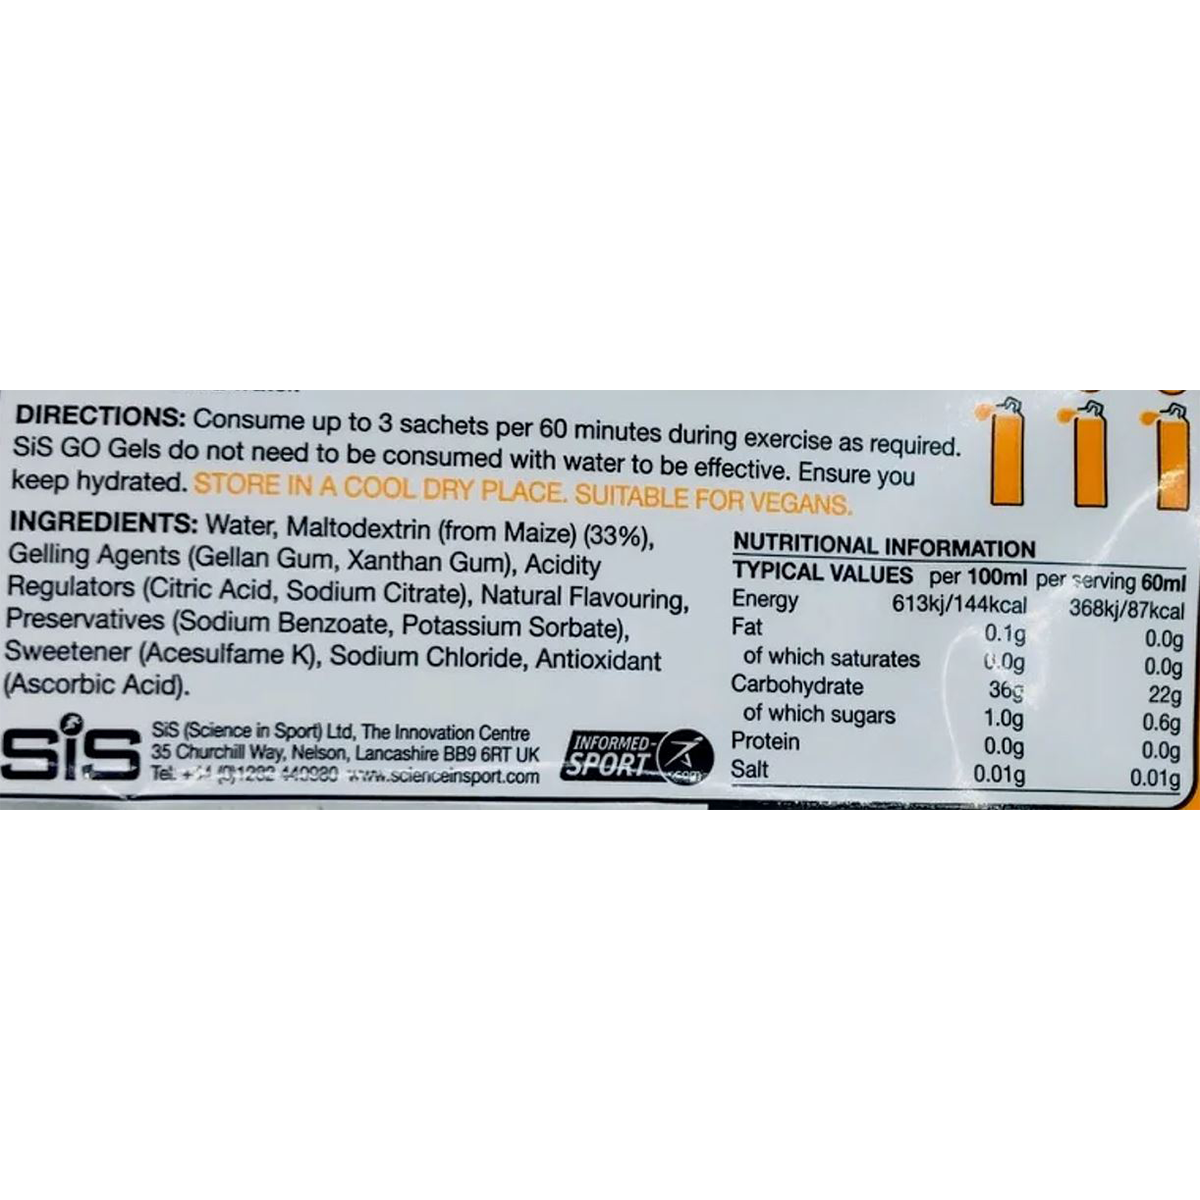 DIRECTIONS: Consume up to 3 sachets per 60 minutes during exercise as required.
SiS GO Gels do not need to be consumed with water to be effective. Ensure you
keep hydrated. STORE IN A COOL DRY PLACE. SUITABLE FOR VEGANS.
INGREDIENTS: Water, Maltodextrin (from Maize) (33%),
Gelling Agents (Gellan Gum, Xanthan Gum), Acidity
Regulators (Citric Acid, Sodium Citrate), Natural Flavouring,
Preservatives (Sodium Benzoate, Potassium Sorbate),
Sweetener (Acesulfame K), Sodium Chloride, Antioxidant
(Ascorbic Acid).
SiS
SiS (Science in Sport) Ltd, The Innovation Centre
35 Churchill Way, Nelson, Lancashire BB9 6RT UK
Tel: www.scienceinsport.com
INFORMED-
SPORT
.com
NUTRITIONAL INFORMATION
TYPICAL VALUES per 100ml per serving 60ml
Energy 613kj/144kcal 368kj/87kcal
Fat 0.1g 0.0g
of which saturates 0.0g 0.0g
Carbohydrate 36g 22g
of which sugars 1.0g 0.6g
Protein 0.0g 0.0g
Salt 0.01g 0.01g